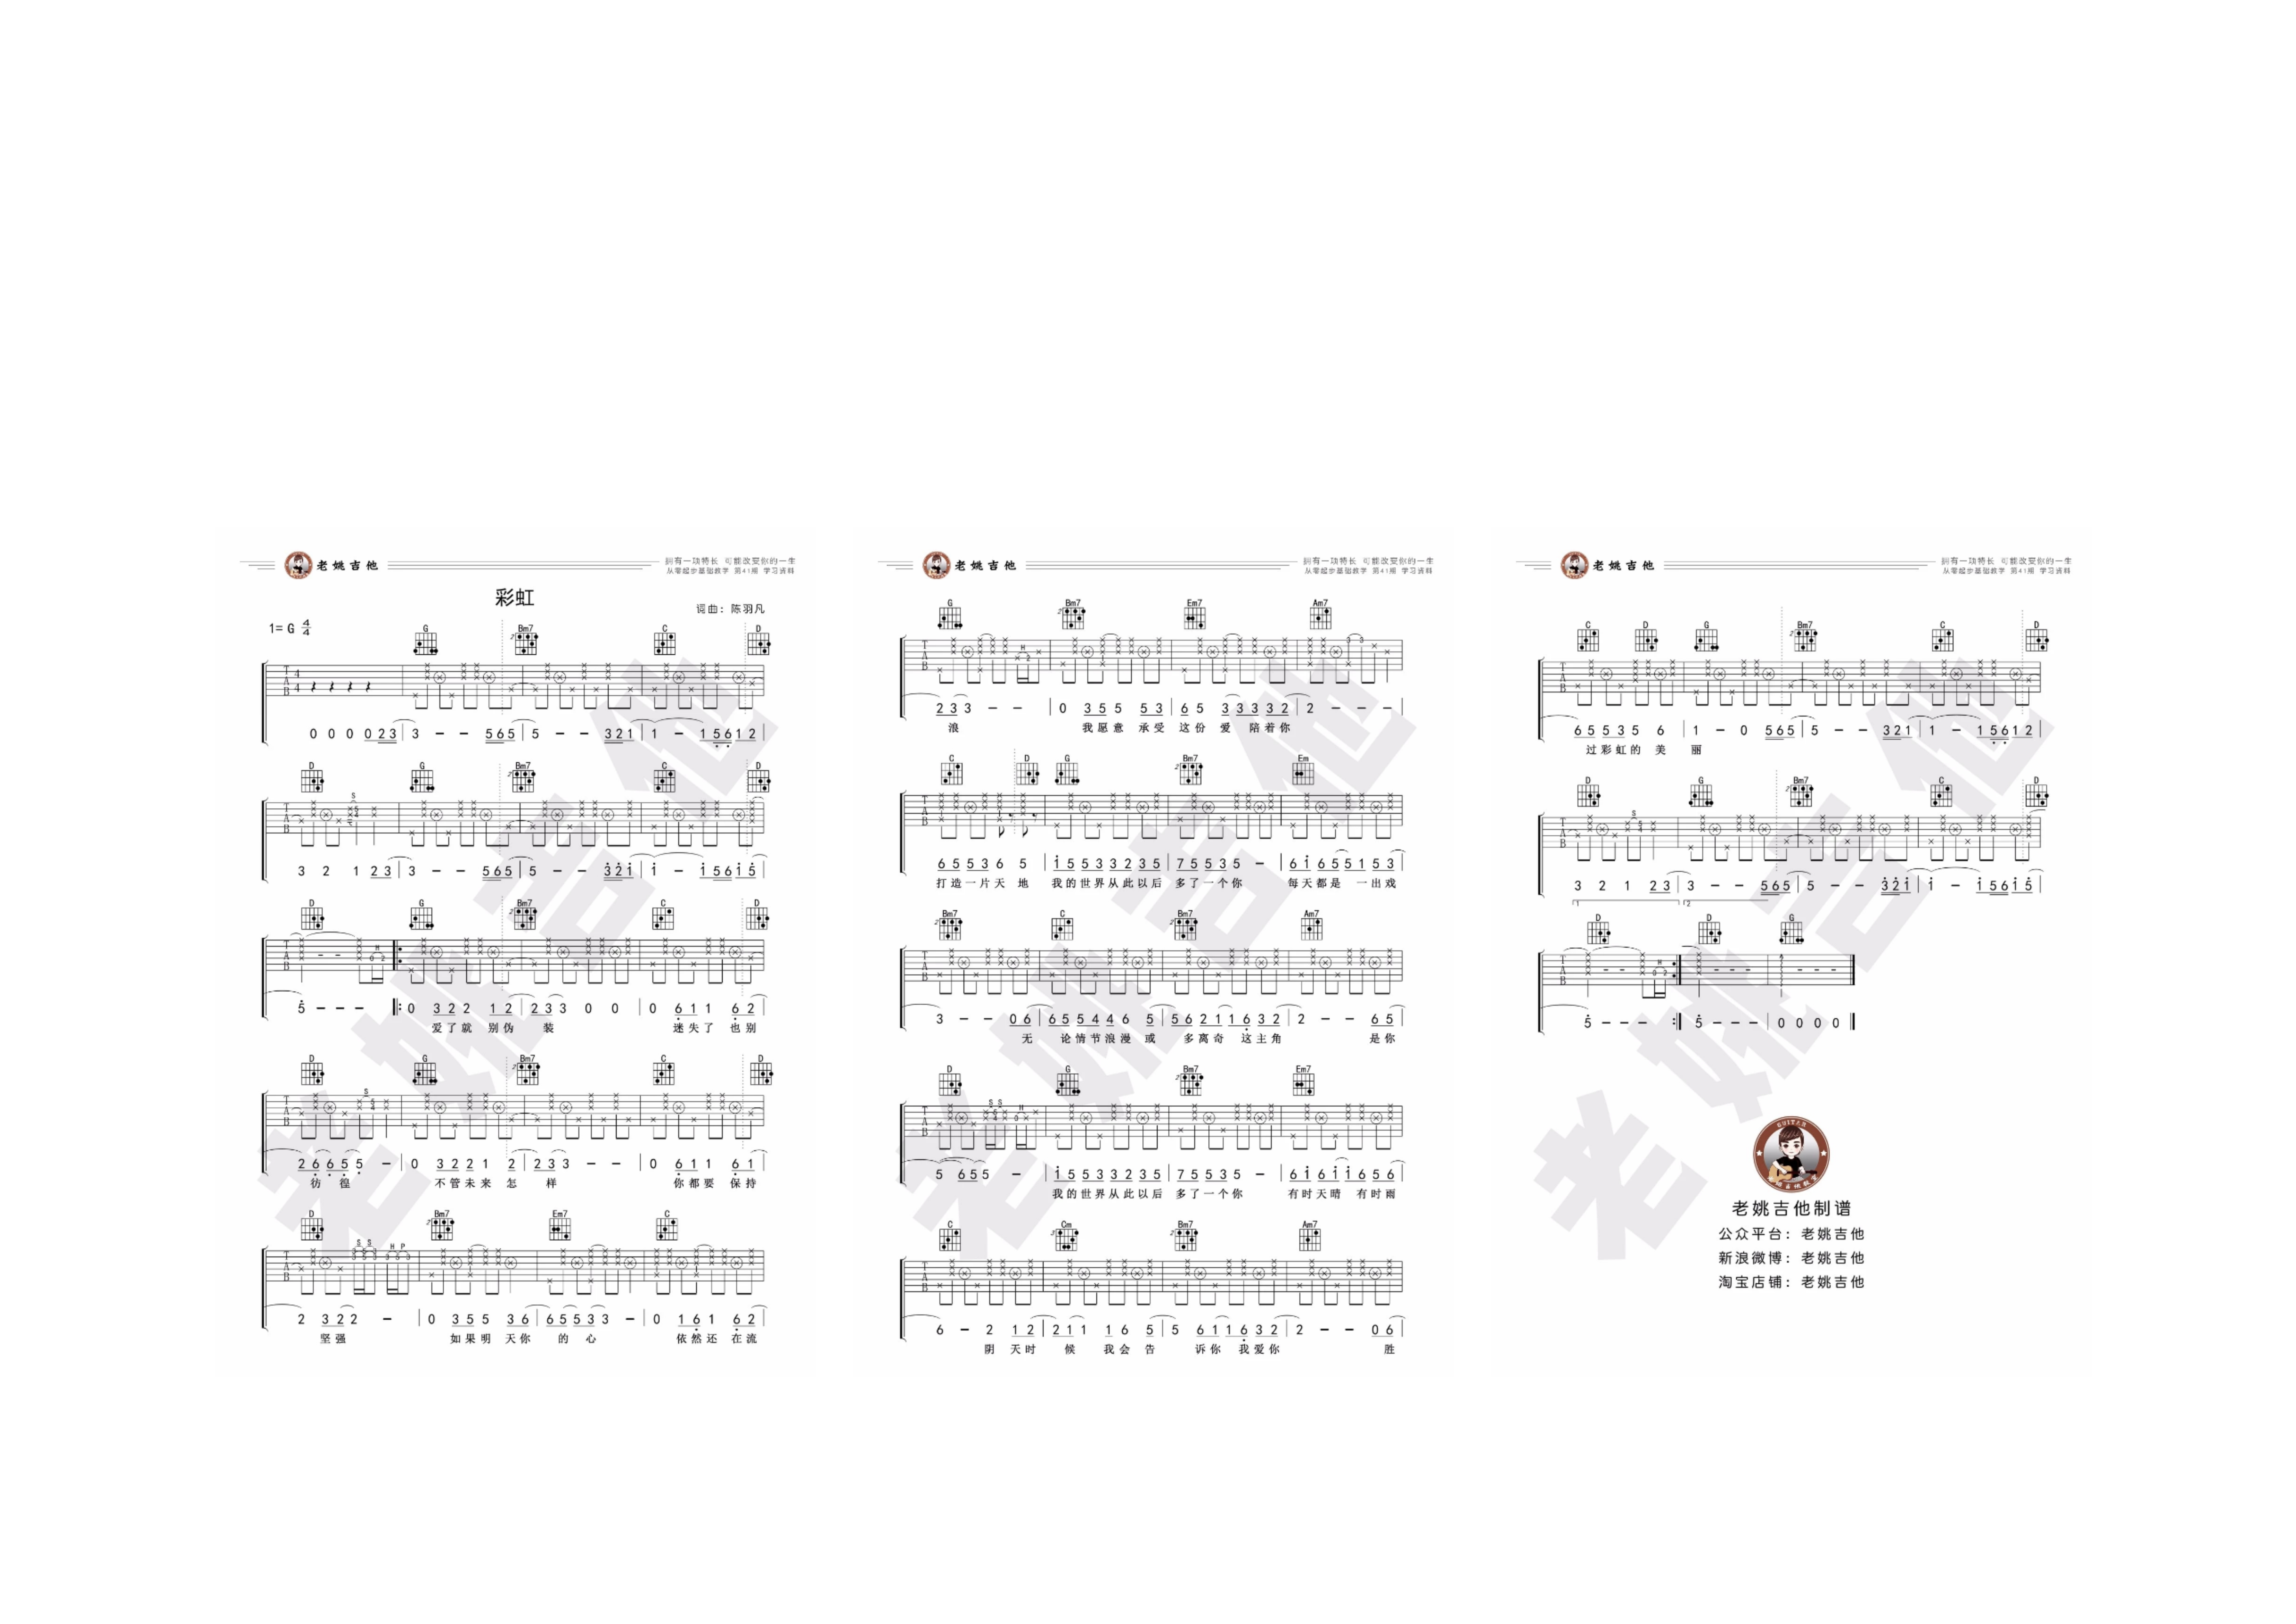 老姚吉他
拥有一项特长 可能改变你的一生
从零起步基础教学 第41期 学习资料
彩虹
词曲：陈羽凡
1=G 4/4
G Bm7 C D
0 0 0 0 2 3 | 3 - - 5 6 5 | 5 - - 3 2 1 | 1 - 1 5 6 1 2 |
D G Bm7 C D
S
3 2 1 2 3 | 3 - - 5 6 5 | 5 - - 3 2 1 | 1 - 1 5 6 1 5 |
D G Bm7 C D
H
5 - - - |: 0 3 2 2 1 2 | 2 3 3 0 0 | 0 6 1 1 6 2 |
爱了就 别伪 装 迷失了 也别
D G Bm7 C D
S
2 6 6 5 5 - | 0 3 2 2 1 2 | 2 3 3 - - | 0 6 1 1 6 1 |
彷 徨 不管未来 怎 样 你都要 保持
D Bm7 Em7 C
S S H P
2 3 2 2 - | 0 3 5 5 3 6 | 6 5 5 3 3 - | 0 1 6 1 6 2 |
坚强 如果明 天你 的 心 依然还 在流
老姚吉他
拥有一项特长 可能改变你的一生
从零起步基础教学 第41期 学习资料
G Bm7 Em7 Am7
H
2 3 3 - - | 0 3 5 5 5 3 | 6 5 3 3 3 3 2 | 2 - - - |
浪 我愿意 承受 这份 爱 陪着你
C D G Bm7 Em
6 5 5 3 6 5 | 1 5 5 3 3 2 3 5 | 7 5 5 3 5 - | 6 1 6 5 5 1 5 3 |
打造一片天 地 我的世界从此以后 多了一个你 每天都是 一出戏
Bm7 C Bm7 Am7
3 - - 0 6 | 6 5 5 4 4 6 5 | 5 6 2 1 1 6 3 2 | 2 - - 6 5 |
无 论情节浪漫 或 多离奇 这主角 是你
D G Bm7 Em7
S S H
5 6 5 5 - | 1 5 5 3 3 2 3 5 | 7 5 5 3 5 - | 6 1 6 1 1 6 5 6 |
我的世界从此以后 多了一个你 有时天晴 有时雨
C Cm Bm7 Am7
6 - 2 1 2 | 2 1 1 1 6 5 | 5 6 1 1 6 3 2 | 2 - - 0 6 |
阴 天时 候 我会 告 诉你 我爱你 胜
老姚吉他
拥有一项特长 可能改变你的一生
从零起步基础教学 第41期 学习资料
C D G Bm7 C D
6 5 5 3 5 6 | 1 - 0 5 6 5 | 5 - - 3 2 1 | 1 - 1 5 6 1 2 |
过彩虹的 美 丽
D G Bm7 C D
S
3 2 1 2 3 | 3 - - 5 6 5 | 5 - - 3 2 1 | 1 - 1 5 6 1 5 |
1 2
D D G
H
5 - - - :| 5 - - - | 0 0 0 0 ||
GUITAR
老姚吉他教学
老姚吉他制谱
公众平台：老姚吉他
新浪微博：老姚吉他
淘宝店铺：老姚吉他
老姚吉他
老姚吉他
老姚吉他